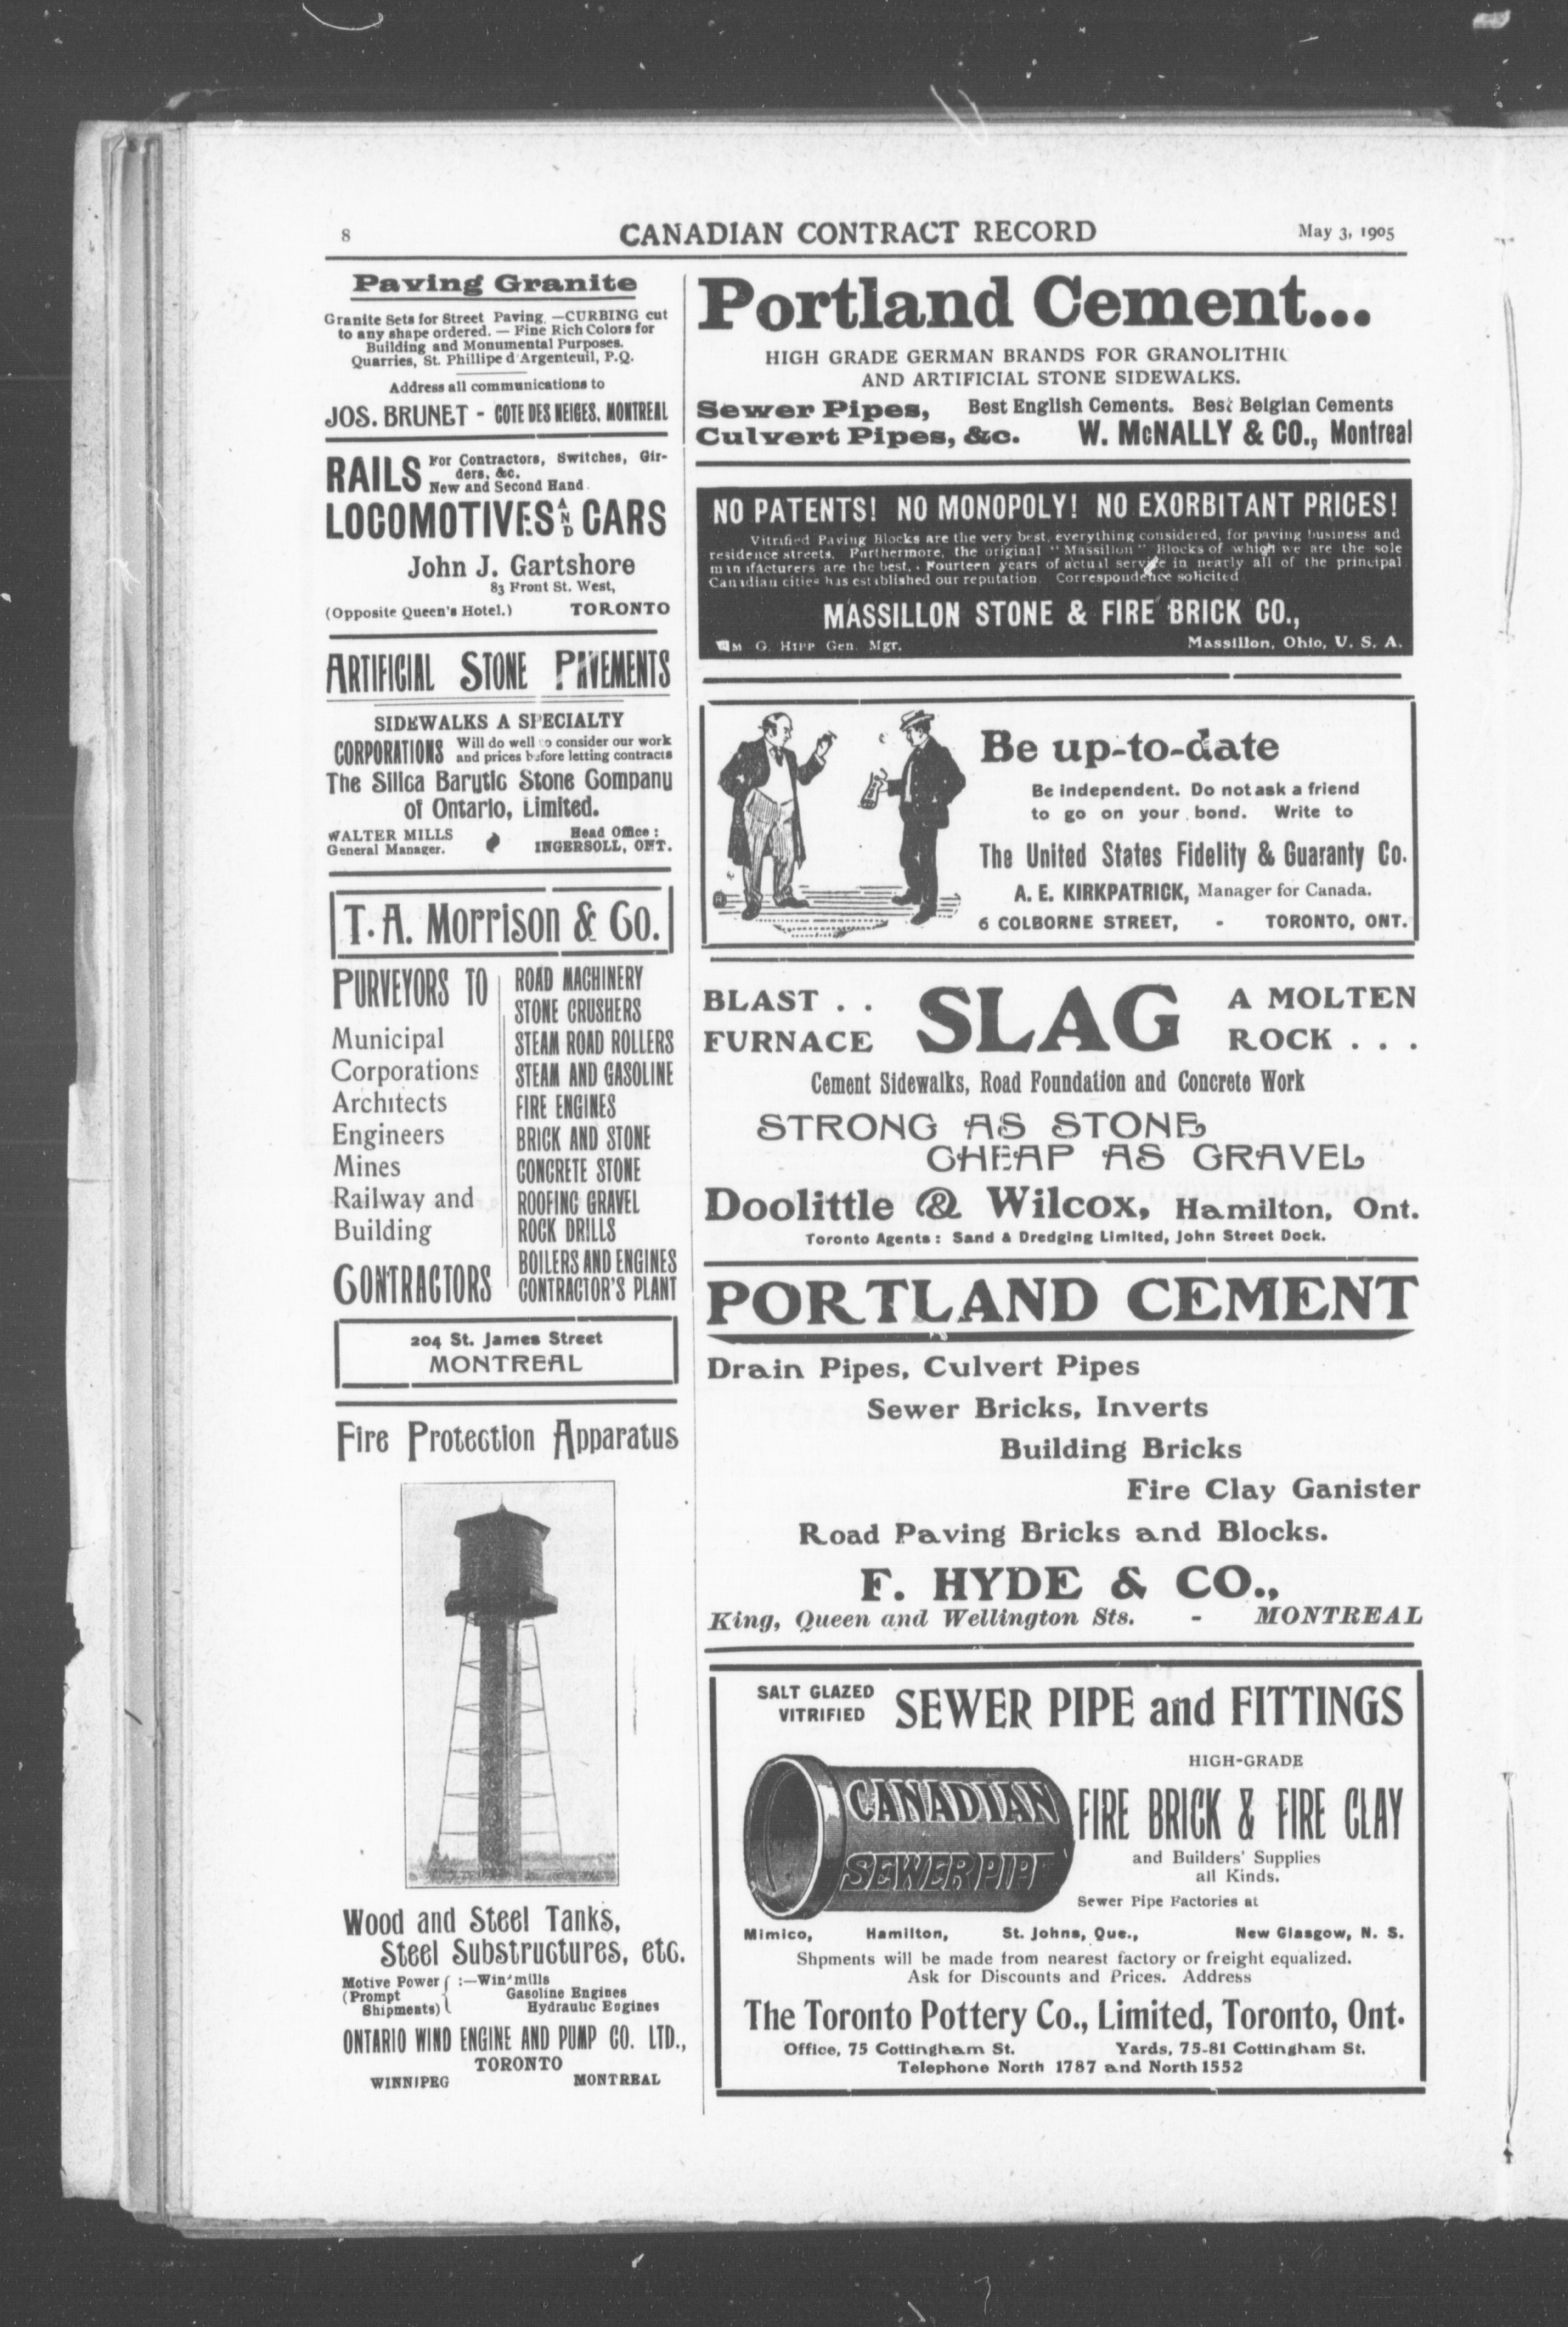 8
CANADIAN CONTRACT RECORD
May 3, 1905
Paving Granite
Granite Sets for Street Paving. —CURBING cut
to any shape ordered. — Fine Rich Colors for
Building and Monumental Purposes.
Quarries, St. Phillipe d'Argenteuil, P.Q.
Address all communications to
JOS. BRUNET - COTE DES NEIGES, MONTREAL
RAILS For Contractors, Switches, Gir-
ders, &c.
New and Second Hand.
LOCOMOTIVES AND CARS
John J. Gartshore
83 Front St. West,
(Opposite Queen's Hotel.) TORONTO
ARTIFICIAL STONE PAVEMENTS
SIDEWALKS A SPECIALTY
CORPORATIONS Will do well to consider our work
and prices before letting contracts
The Silica Barytic Stone Company
of Ontario, Limited.
WALTER MILLS
General Manager.
Head Office :
INGERSOLL, ONT.
T. A. Morrison & Co.
PURVEYORS TO
Municipal
Corporations
Architects
Engineers
Mines
Railway and
Building
CONTRACTORS
ROAD MACHINERY
STONE CRUSHERS
STEAM ROAD ROLLERS
STEAM AND GASOLINE
FIRE ENGINES
BRICK AND STONE
CONCRETE STONE
ROOFING GRAVEL
ROCK DRILLS
BOILERS AND ENGINES
CONTRACTOR'S PLANT
204 St. James Street
MONTREAL
Fire Protection Apparatus
Wood and Steel Tanks,
Steel Substructures, etc.
Motive Power :—Win'mills
(Prompt Gasoline Engines
Shipments) Hydraulic Engines
ONTARIO WIND ENGINE AND PUMP CO. LTD.,
TORONTO
WINNIPEG MONTREAL
Portland Cement...
HIGH GRADE GERMAN BRANDS FOR GRANOLITHIC
AND ARTIFICIAL STONE SIDEWALKS.
Sewer Pipes, Best English Cements. Best Belgian Cements
Culvert Pipes, &c. W. McNALLY & CO., Montreal
NO PATENTS! NO MONOPOLY! NO EXORBITANT PRICES!
Vitrified Paving Blocks are the very best, everything considered, for paving business and
residence streets. Furthermore, the original "Massillon" Blocks of which we are the sole
manufacturers are the best. Fourteen years of actual service in nearly all of the principal
Canadian cities has established our reputation. Correspondence solicited
MASSILLON STONE & FIRE BRICK CO.,
WM G. HIPP Gen. Mgr. Massillon, Ohio, U. S. A.
Be up-to-date
Be independent. Do not ask a friend
to go on your bond. Write to
The United States Fidelity & Guaranty Co.
A. E. KIRKPATRICK, Manager for Canada.
6 COLBORNE STREET, - TORONTO, ONT.
BLAST . . SLAG A MOLTEN
FURNACE ROCK . . .
Cement Sidewalks, Road Foundation and Concrete Work
STRONG AS STONE
CHEAP AS GRAVEL
Doolittle & Wilcox, Hamilton, Ont.
Toronto Agents : Sand & Dredging Limited, John Street Dock.
PORTLAND CEMENT
Drain Pipes, Culvert Pipes
Sewer Bricks, Inverts
Building Bricks
Fire Clay Ganister
Road Paving Bricks and Blocks.
F. HYDE & CO.,
King, Queen and Wellington Sts. - MONTREAL
SALT GLAZED
VITRIFIED SEWER PIPE and FITTINGS
HIGH-GRADE
CANADIAN
SEWER PIPE
FIRE BRICK & FIRE CLAY
and Builders' Supplies
all Kinds.
Sewer Pipe Factories at
Mimico, Hamilton, St. Johns, Que., New Glasgow, N. S.
Shpments will be made from nearest factory or freight equalized.
Ask for Discounts and Prices. Address
The Toronto Pottery Co., Limited, Toronto, Ont.
Office, 75 Cottingham St. Yards, 75-81 Cottingham St.
Telephone North 1787 and North 1552